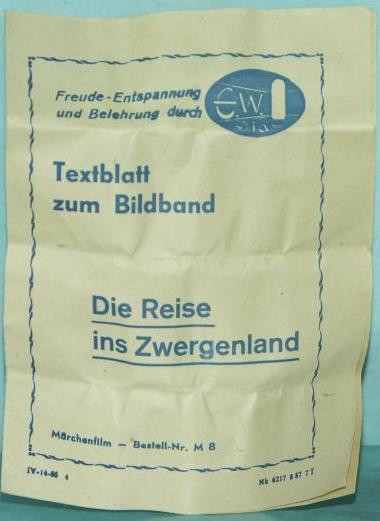 Freude-Entspannung
und Belehrung durch
Textblatt
zum Bildband
Die Reise
ins Zwergenland
Märchenfilm — Bestell-Nr. M 8